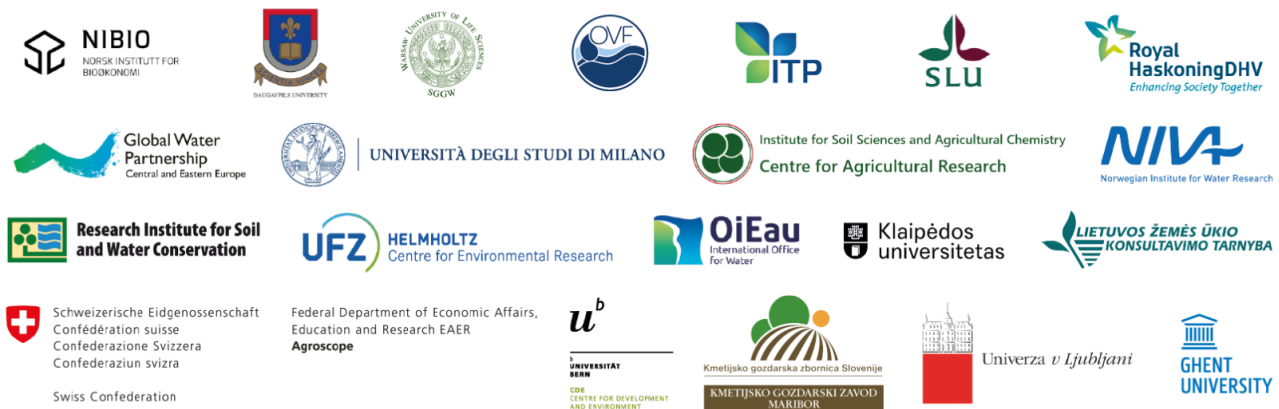 NIBIO
NORSK INSTITUTT FOR
BIOØKONOMI
SCIENTIA VINCES
DAUGAVPILS UNIVERSITY
WARSAW UNIVERSITY OF LIFE SCIENCES
SGGW
OVF
ITP
SLU
Royal
HaskoningDHV
Enhancing Society Together
Global Water
Partnership
Central and Eastern Europe
UNIVERSITÀ DEGLI STUDI DI MILANO
Institute for Soil Sciences and Agricultural Chemistry
Centre for Agricultural Research
NIVA
Norwegian Institute for Water Research
Research Institute for Soil
and Water Conservation
UFZ
HELMHOLTZ
Centre for Environmental Research
OiEau
International Office
for Water
Klaipėdos
universitetas
LIETUVOS ŽEMĖS ŪKIO
KONSULTAVIMO TARNYBA
Schweizerische Eidgenossenschaft
Confédération suisse
Confederazione Svizzera
Confederaziun svizra
Swiss Confederation
Federal Department of Economic Affairs,
Education and Research EAER
Agroscope
u b
b
UNIVERSITÄT
BERN
CDE
CENTRE FOR DEVELOPMENT
AND ENVIRONMENT
Kmetijsko gozdarska zbornica Slovenije
KMETIJSKO GOZDARSKI ZAVOD
MARIBOR
Univerza v Ljubljani
GHENT
UNIVERSITY